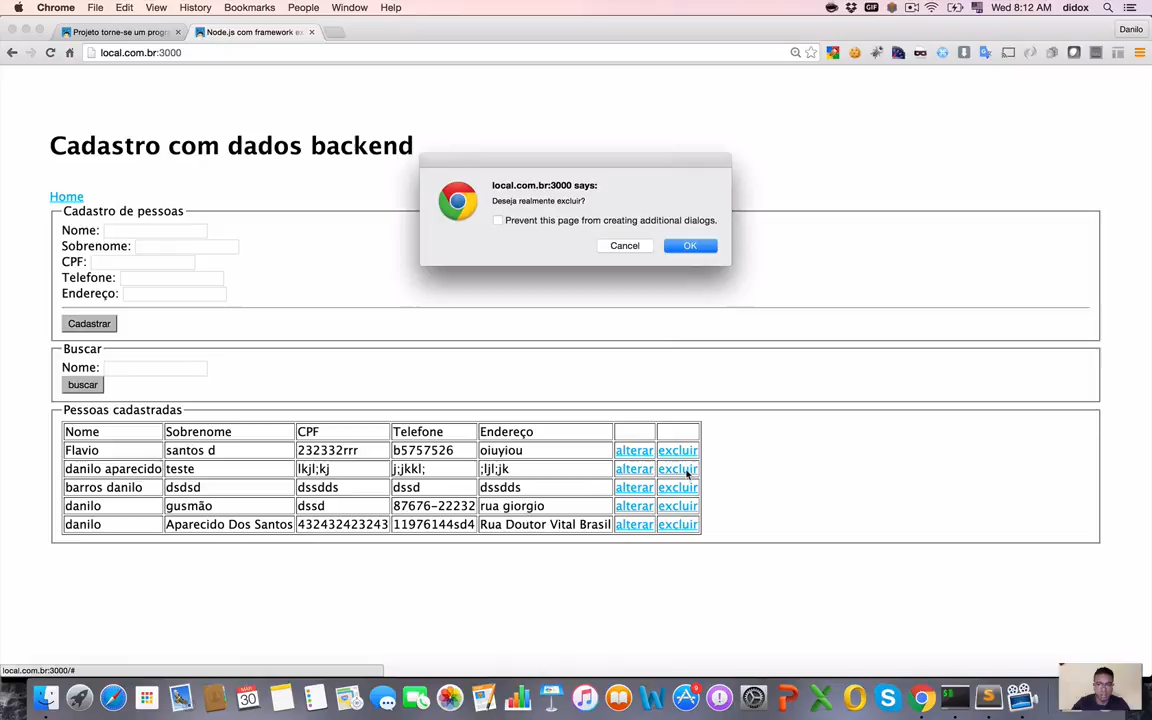 Chrome File Edit View History Bookmarks People Window Help GIF Wed 8:12 AM didox
Projeto torne-se um progr Node.js com framework ex Danilo
local.com.br:3000
Cadastro com dados backend
local.com.br:3000 says:
Deseja realmente excluir?
Prevent this page from creating additional dialogs.
Cancel OK
Home
Cadastro de pessoas
Nome:
Sobrenome:
CPF:
Telefone:
Endereço:
Cadastrar
Buscar
Nome:
buscar
Pessoas cadastradas
Nome Sobrenome CPF Telefone Endereço
Flavio santos d 232332rrr b5757526 oiuyiou alterar excluir
danilo aparecido teste lkjl;kj j;jkkl; ;ljl;jk alterar excluir
barros danilo dsdsd dssdds dssd dssdds alterar excluir
danilo gusmão dssd 87676-22232 rua giorgio alterar excluir
danilo Aparecido Dos Santos 432432423243 11976144sd4 Rua Doutor Vital Brasil alterar excluir
local.com.br:3000/#
MAR
30